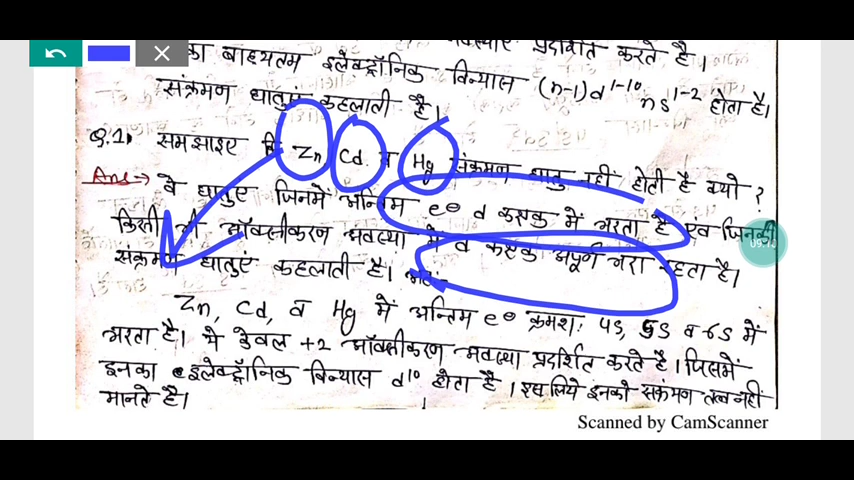 का बाह्यतम इलेक्ट्रॉनिक विन्यास (n-1)d¹⁻¹⁰ ns¹⁻² होता है।
संक्रमण धातुएं कहलाती है।
Q.1) समझाइए कि Zn, Cd व Hg संक्रमण धातु नहीं होती है क्यो ?
Ans→ वे धातुएं जिनमें अन्तिम e⊖ d कक्षक में भरता है एंव जिनकी
किसी भी ऑक्सीकरण अवस्था में d कक्षक अपूर्ण भरा रहता है।
संक्रमण धातुएं कहलाती है। अतः
Zn, Cd, व Hg में अन्तिम e⊖ क्रमश: 4s, 5s व 6s में
भरता है। ये केवल +2 ऑक्सीकरण अवस्था प्रदर्शित करते है। जिसमें
इनका इलेक्ट्रॉनिक विन्यास d¹⁰ होता है। इस लिये इनको संक्रमण तत्व नहीं
मानते है।
Scanned by CamScanner